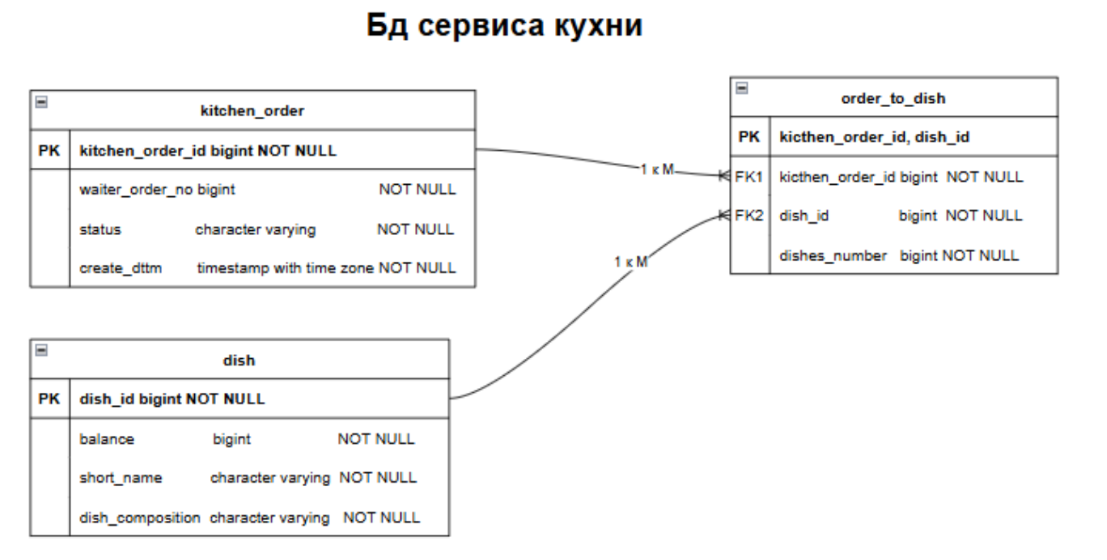 Бд сервиса кухни
kitchen_order
PK kitchen_order_id bigint NOT NULL
waiter_order_no bigint NOT NULL
status character varying NOT NULL
create_dttm timestamp with time zone NOT NULL
order_to_dish
PK kicthen_order_id, dish_id
FK1 kicthen_order_id bigint NOT NULL
FK2 dish_id bigint NOT NULL
dishes_number bigint NOT NULL
1 к М
1 к М
dish
PK dish_id bigint NOT NULL
balance bigint NOT NULL
short_name character varying NOT NULL
dish_composition character varying NOT NULL